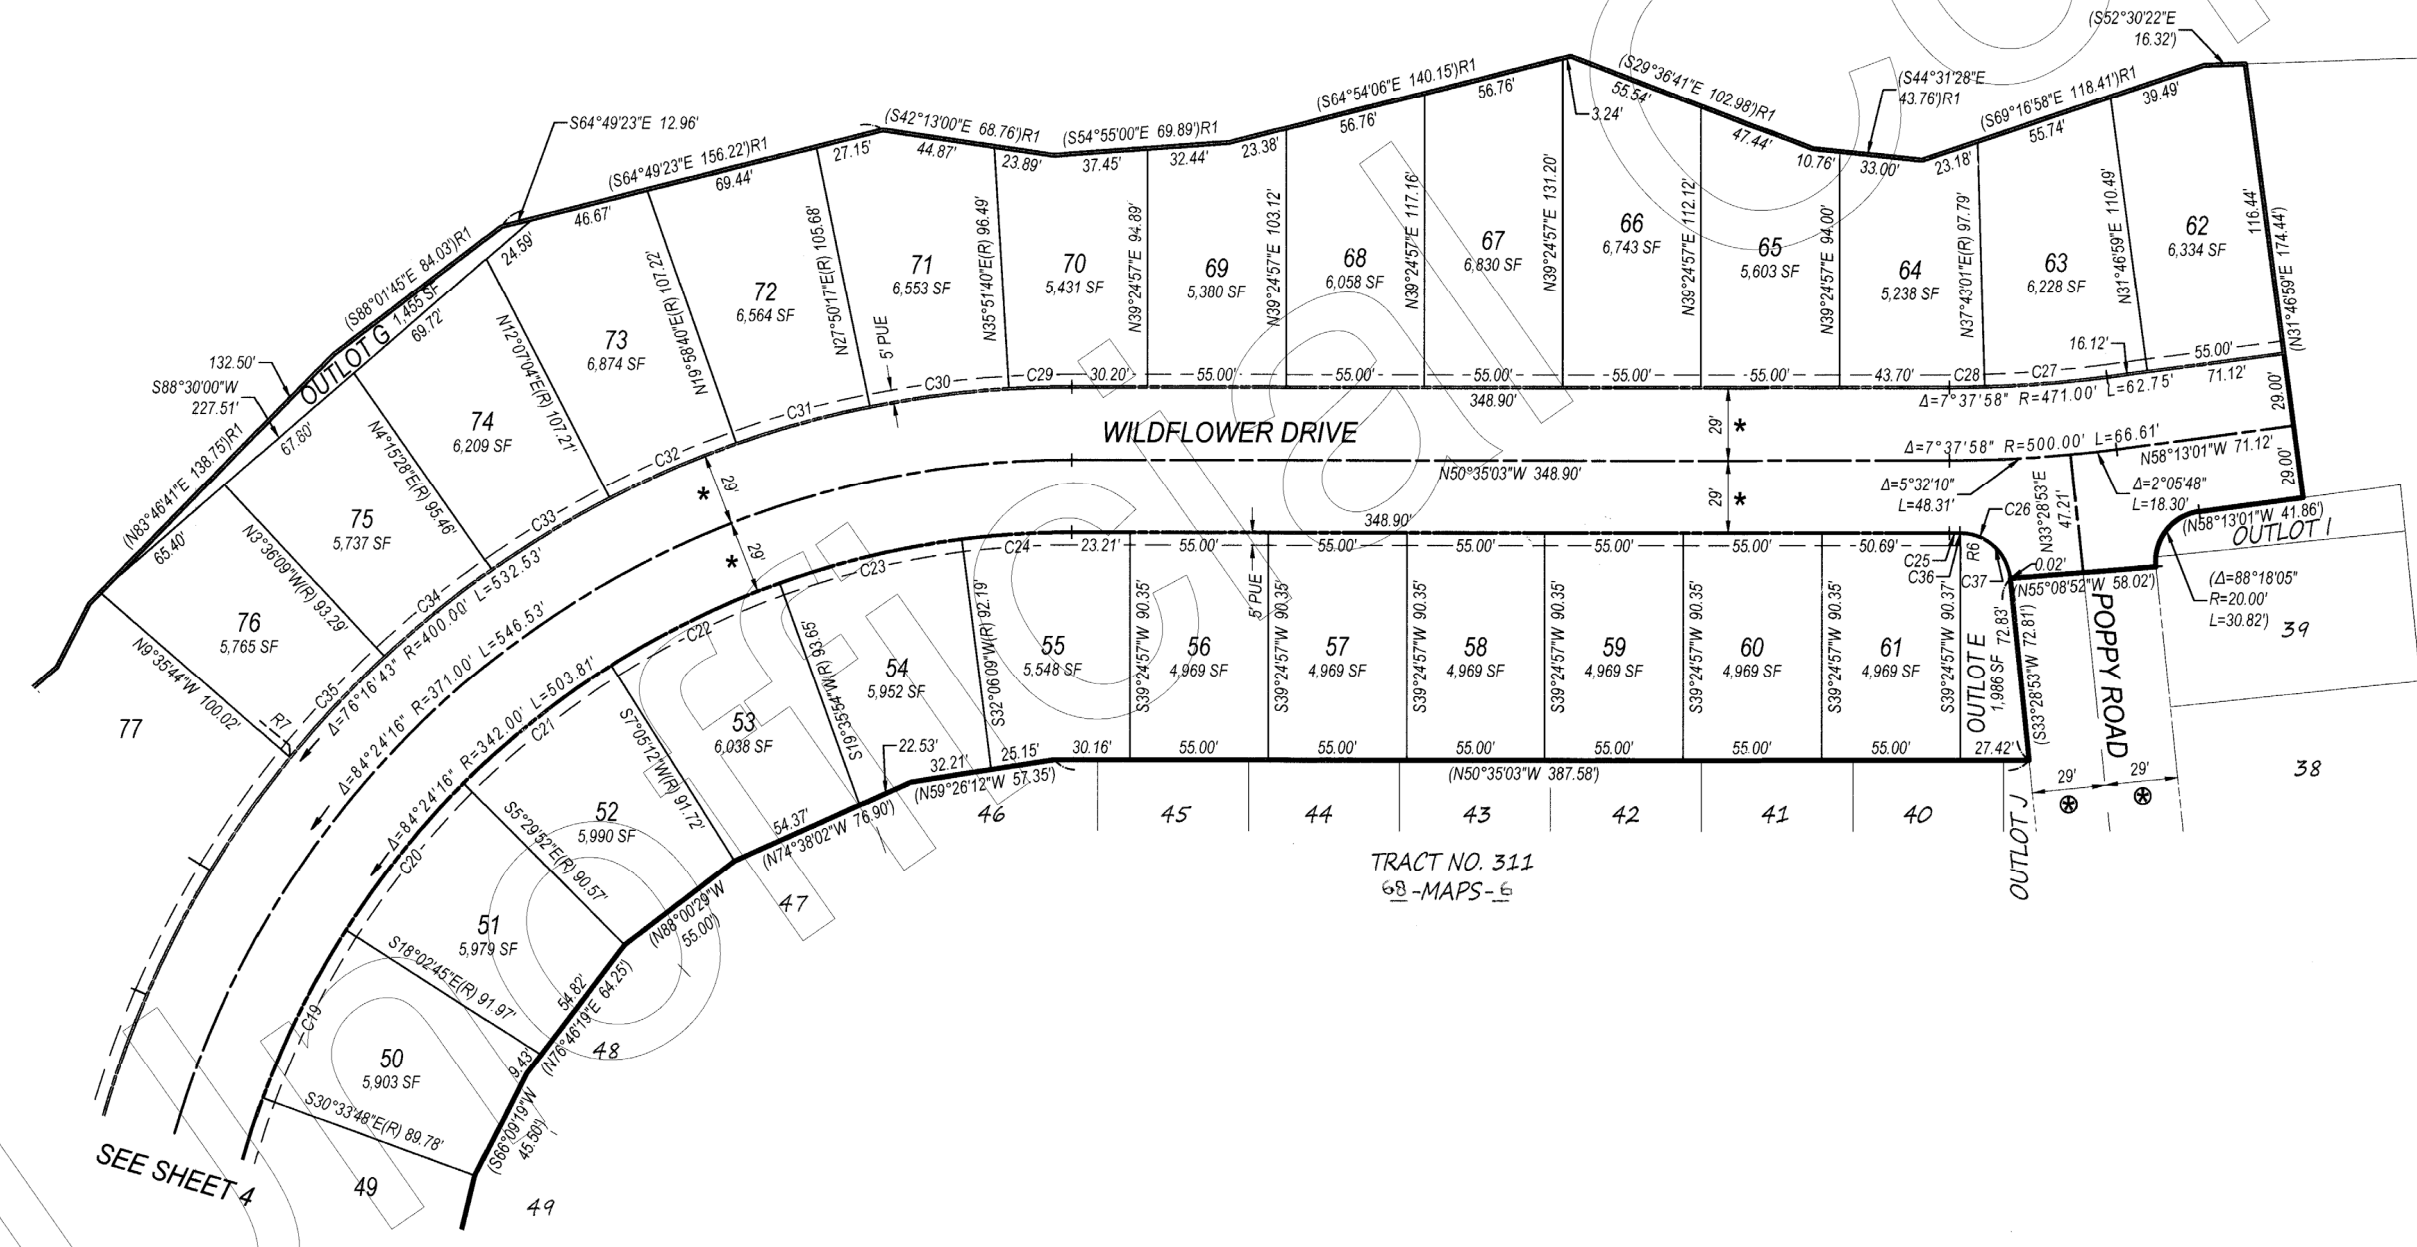 (S52°30'22"E
16.32')
(S64°54'06"E 140.15')R1
56.76'
56.76'
3.24'
(S29°36'41"E 102.98')R1
55.54'
47.44'
(S44°31'28"E
43.76')R1
10.76'
33.00'
(S69°16'58"E 118.41')R1
23.18'
55.74'
39.49'
S64°49'23"E 12.96'
(S64°49'23"E 156.22')R1
46.67'
69.44'
27.15'
(S42°13'00"E 68.76')R1
44.87'
23.89'
(S54°55'00"E 69.89')R1
37.45'
32.44'
23.38'
(S88°01'45"E 84.03')R1
24.59'
OUTLOT G 1,455 SF
69.72'
132.50'
S88°30'00"W
227.51'
67.80'
(N83°46'41"E 138.75')R1
65.40'
62
6,334 SF
63
6,228 SF
64
5,238 SF
65
5,603 SF
66
6,743 SF
67
6,830 SF
68
6,058 SF
69
5,380 SF
70
5,431 SF
71
6,553 SF
72
6,564 SF
73
6,874 SF
74
6,209 SF
75
5,737 SF
76
5,765 SF
77
116.44'
(N31°46'59"E 174.44')
N31°46'59"E 110.49'
N37°43'01"E(R) 97.79'
N39°24'57"E 94.00'
N39°24'57"E 112.12'
N39°24'57"E 131.20'
N39°24'57"E 117.16'
N39°24'57"E 103.12'
N39°24'57"E 94.89'
N35°51'40"E(R) 96.49'
N27°50'17"E(R) 105.68'
N19°58'40"E(R) 107.22'
N12°07'04"E(R) 107.21'
N4°15'28"E(R) 95.46'
N3°36'09"W(R) 93.29'
N9°35'44"W 100.02'
R7
5' PUE
C35
C34
C33
C32
C31
C30
C29
30.20'
55.00'
55.00'
55.00'
55.00'
55.00'
43.70'
C28
C27
16.12'
55.00'
348.90'
Δ=7°37'58" R=471.00' L=62.75'
71.12'
29.00'
WILDFLOWER DRIVE
29'
*
29'
*
N50°35'03"W 348.90'
Δ=7°37'58" R=500.00' L=66.61'
N58°13'01"W 71.12'
29.00'
Δ=5°32'10"
L=48.31'
N33°28'53"E
47.21'
Δ=2°05'48"
L=18.30'
29'
*
29'
*
Δ=76°16'43" R=400.00' L=532.53'
Δ=84°24'16" R=371.00' L=546.53'
Δ=84°24'16" R=342.00' L=503.81'
348.90'
C24
23.21'
55.00'
55.00'
55.00'
55.00'
55.00'
50.69'
C23
C22
C21
C20
C19
5' PUE
C25
C36
C26
R6
C37
0.02'
(N55°08'52"W 58.02')
(N58°13'01"W 41.86')
OUTLOT I
(Δ=88°18'05"
R=20.00'
L=30.82')
39
38
POPPY ROAD
29'
29'
55
5,548 SF
56
4,969 SF
57
4,969 SF
58
4,969 SF
59
4,969 SF
60
4,969 SF
61
4,969 SF
OUTLOT E
1,986 SF
72.83'
(S33°28'53"W 72.81')
54
5,952 SF
53
6,038 SF
52
5,990 SF
51
5,979 SF
50
5,903 SF
49
S39°24'57"W 90.35'
S39°24'57"W 90.35'
S39°24'57"W 90.35'
S39°24'57"W 90.35'
S39°24'57"W 90.35'
S39°24'57"W 90.35'
S39°24'57"W 90.37'
S32°06'09"W(R) 92.19'
S19°35'54"W(R) 93.65'
S7°05'12"W(R) 91.72'
S5°29'52"E(R) 90.57'
S18°02'45"E(R) 91.97'
S30°33'48"E(R) 89.78'
22.53'
32.21'
25.15'
(N59°26'12"W 57.35')
30.16'
55.00'
55.00'
55.00'
55.00'
55.00'
55.00'
27.42'
(N50°35'03"W 387.58')
54.37'
(N74°38'02"W 76.90')
(N88°00'29"W
55.00')
54.82'
(N76°46'19"E 64.25')
9.43'
(S66°09'19"W
45.50')
46
45
44
43
42
41
40
OUTLOT J
47
48
49
TRACT NO. 311
68-MAPS-6
SEE SHEET 4